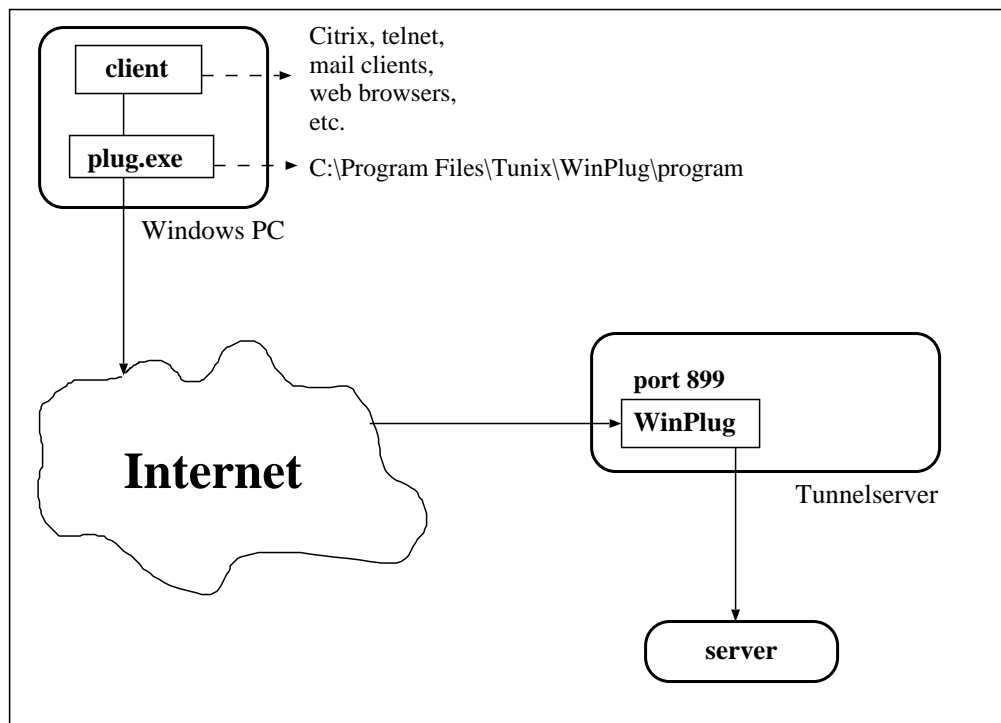 client
Citrix, telnet,
mail clients,
web browsers,
etc.
plug.exe
C:\Program Files\Tunix\WinPlug\program
Windows PC
Internet
port 899
WinPlug
Tunnelserver
server